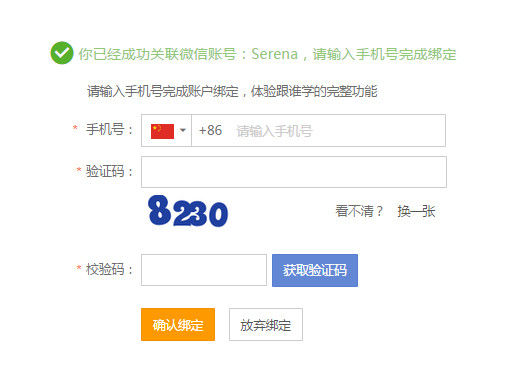 你已经成功关联微信账号：Serena，请输入手机号完成绑定
请输入手机号完成账户绑定，体验跟谁学的完整功能
* 手机号： +86 请输入手机号
* 验证码：
8230 看不清？ 换一张
* 校验码： 获取验证码
确认绑定 放弃绑定